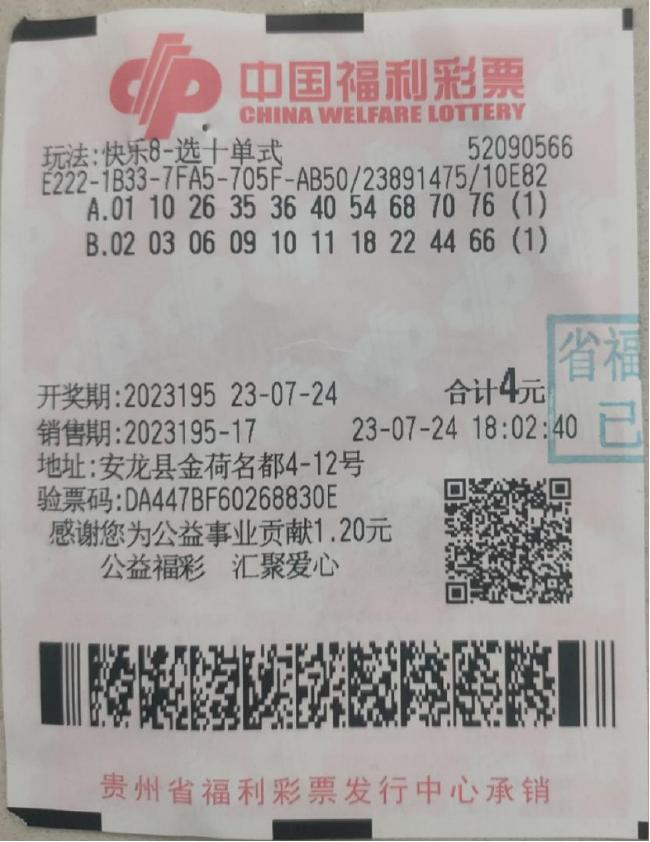 中国福利彩票
CHINA WELFARE LOTTERY
玩法:快乐8-选十单式 52090566
E222-1B33-7FA5-705F-AB50/23891475/10E82
A.01 10 26 35 36 40 54 68 70 76 (1)
B.02 03 06 09 10 11 18 22 44 66 (1)
省福
已
开奖期:2023195 23-07-24 合计4元
销售期:2023195-17 23-07-24 18:02:40
地址:安龙县金荷名都4-12号
验票码:DA447BF60268830E
感谢您为公益事业贡献1.20元
公益福彩 汇聚爱心
贵州省福利彩票发行中心承销